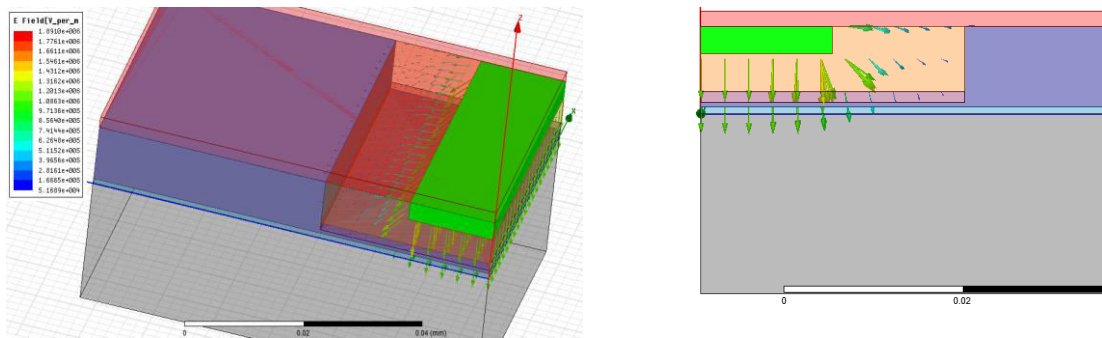 E Field[V_per_m
1.8910e+006
1.7761e+006
1.6611e+006
1.5461e+006
1.4312e+006
1.3162e+006
1.2013e+006
1.0863e+006
9.7136e+005
8.5640e+005
7.4144e+005
6.2648e+005
5.1152e+005
3.9656e+005
2.8161e+005
1.6665e+005
5.1689e+004
Z
X
0
0.02
0.04 (mm)
0
0.02